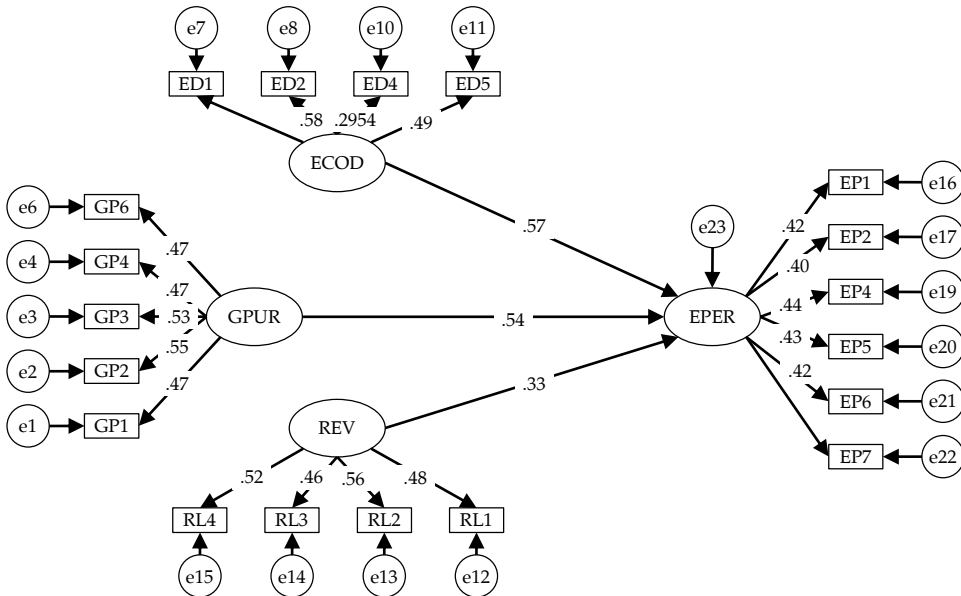 e7
e8
e10
e11
ED1
ED2
ED4
ED5
.58
.2954
.49
ECOD
e6
GP6
e4
GP4
e3
GP3
e2
GP2
e1
GP1
.47
.47
.53
.55
.47
GPUR
.57
.54
.33
e23
EPER
.42
.40
.44
.43
.42
EP1
e16
EP2
e17
EP4
e19
EP5
e20
EP6
e21
EP7
e22
REV
.52
.46
.56
.48
RL4
RL3
RL2
RL1
e15
e14
e13
e12